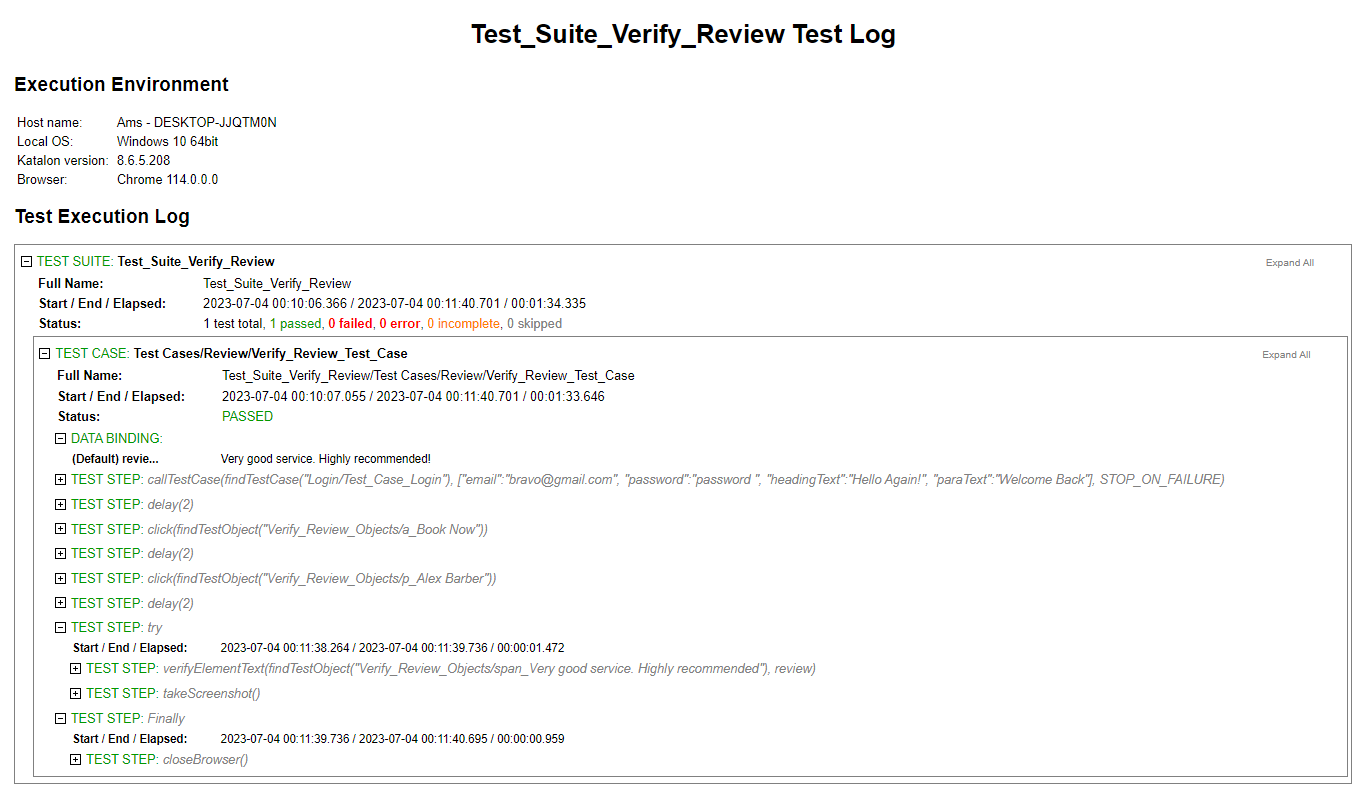 Test_Suite_Verify_Review Test Log
Execution Environment
Host name: Ams - DESKTOP-JJQTM0N
Local OS: Windows 10 64bit
Katalon version: 8.6.5.208
Browser: Chrome 114.0.0.0
Test Execution Log
TEST SUITE: Test_Suite_Verify_Review Expand All
Full Name: Test_Suite_Verify_Review
Start / End / Elapsed: 2023-07-04 00:10:06.366 / 2023-07-04 00:11:40.701 / 00:01:34.335
Status: 1 test total, 1 passed, 0 failed, 0 error, 0 incomplete, 0 skipped
TEST CASE: Test Cases/Review/Verify_Review_Test_Case Expand All
Full Name: Test_Suite_Verify_Review/Test Cases/Review/Verify_Review_Test_Case
Start / End / Elapsed: 2023-07-04 00:10:07.055 / 2023-07-04 00:11:40.701 / 00:01:33.646
Status: PASSED
DATA BINDING:
(Default) revie... Very good service. Highly recommended!
TEST STEP: callTestCase(findTestCase("Login/Test_Case_Login"), ["email":"bravo@gmail.com", "password":"password ", "headingText":"Hello Again!", "paraText":"Welcome Back"], STOP_ON_FAILURE)
TEST STEP: delay(2)
TEST STEP: click(findTestObject("Verify_Review_Objects/a_Book Now"))
TEST STEP: delay(2)
TEST STEP: click(findTestObject("Verify_Review_Objects/p_Alex Barber"))
TEST STEP: delay(2)
TEST STEP: try
Start / End / Elapsed: 2023-07-04 00:11:38.264 / 2023-07-04 00:11:39.736 / 00:00:01.472
TEST STEP: verifyElementText(findTestObject("Verify_Review_Objects/span_Very good service. Highly recommended"), review)
TEST STEP: takeScreenshot()
TEST STEP: Finally
Start / End / Elapsed: 2023-07-04 00:11:39.736 / 2023-07-04 00:11:40.695 / 00:00:00.959
TEST STEP: closeBrowser()